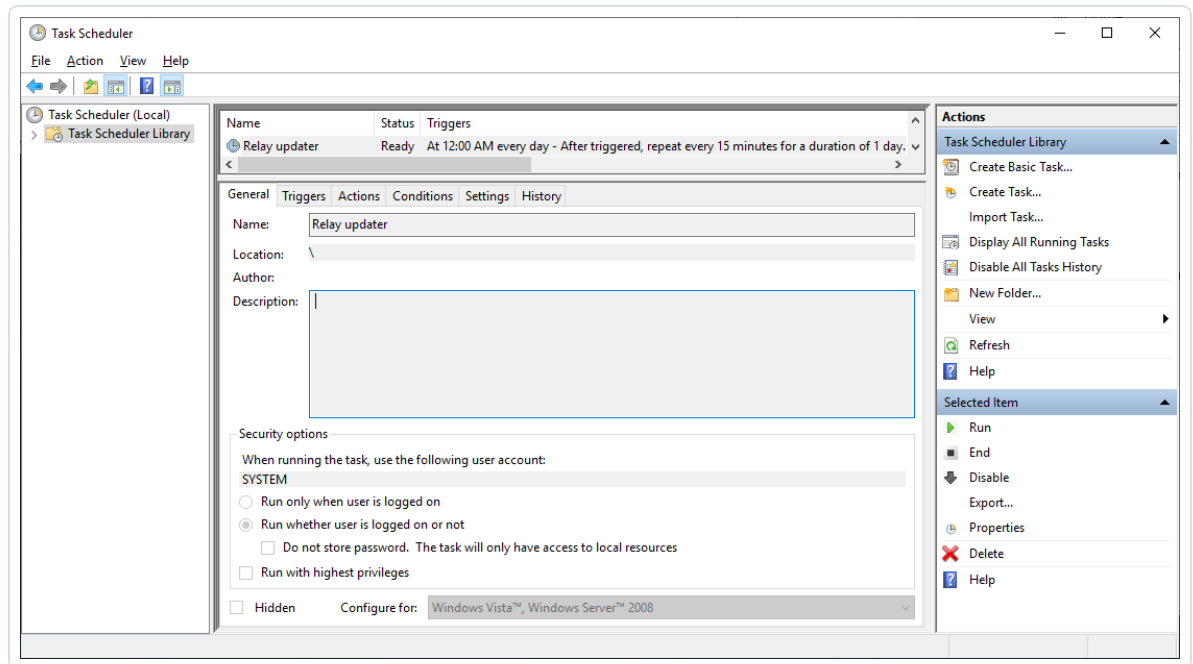 Task Scheduler
File Action View Help
Task Scheduler (Local)
Task Scheduler Library
Name Status Triggers
Relay updater Ready At 12:00 AM every day - After triggered, repeat every 15 minutes for a duration of 1 day.
General Triggers Actions Conditions Settings History
Name: Relay updater
Location: \
Author:
Description:
Security options
When running the task, use the following user account:
SYSTEM
Run only when user is logged on
Run whether user is logged on or not
Do not store password. The task will only have access to local resources
Run with highest privileges
Hidden Configure for: Windows Vista™, Windows Server™ 2008
Actions
Task Scheduler Library
Create Basic Task...
Create Task...
Import Task...
Display All Running Tasks
Disable All Tasks History
New Folder...
View
Refresh
Help
Selected Item
Run
End
Disable
Export...
Properties
Delete
Help